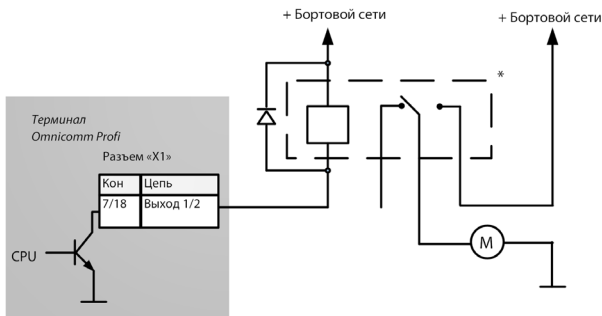 + Бортовой сети
+ Бортовой сети
*
Терминал
Omnicomm Profi
Разъем «X1»
Кон Цепь
7/18 Выход 1/2
CPU
M